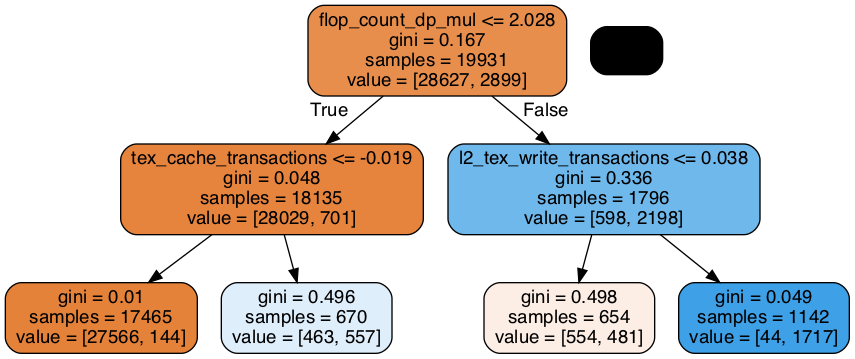 flop_count_dp_mul <= 2.028
gini = 0.167
samples = 19931
value = [28627, 2899]
True
False
tex_cache_transactions <= -0.019
gini = 0.048
samples = 18135
value = [28029, 701]
l2_tex_write_transactions <= 0.038
gini = 0.336
samples = 1796
value = [598, 2198]
gini = 0.01
samples = 17465
value = [27566, 144]
gini = 0.496
samples = 670
value = [463, 557]
gini = 0.498
samples = 654
value = [554, 481]
gini = 0.049
samples = 1142
value = [44, 1717]